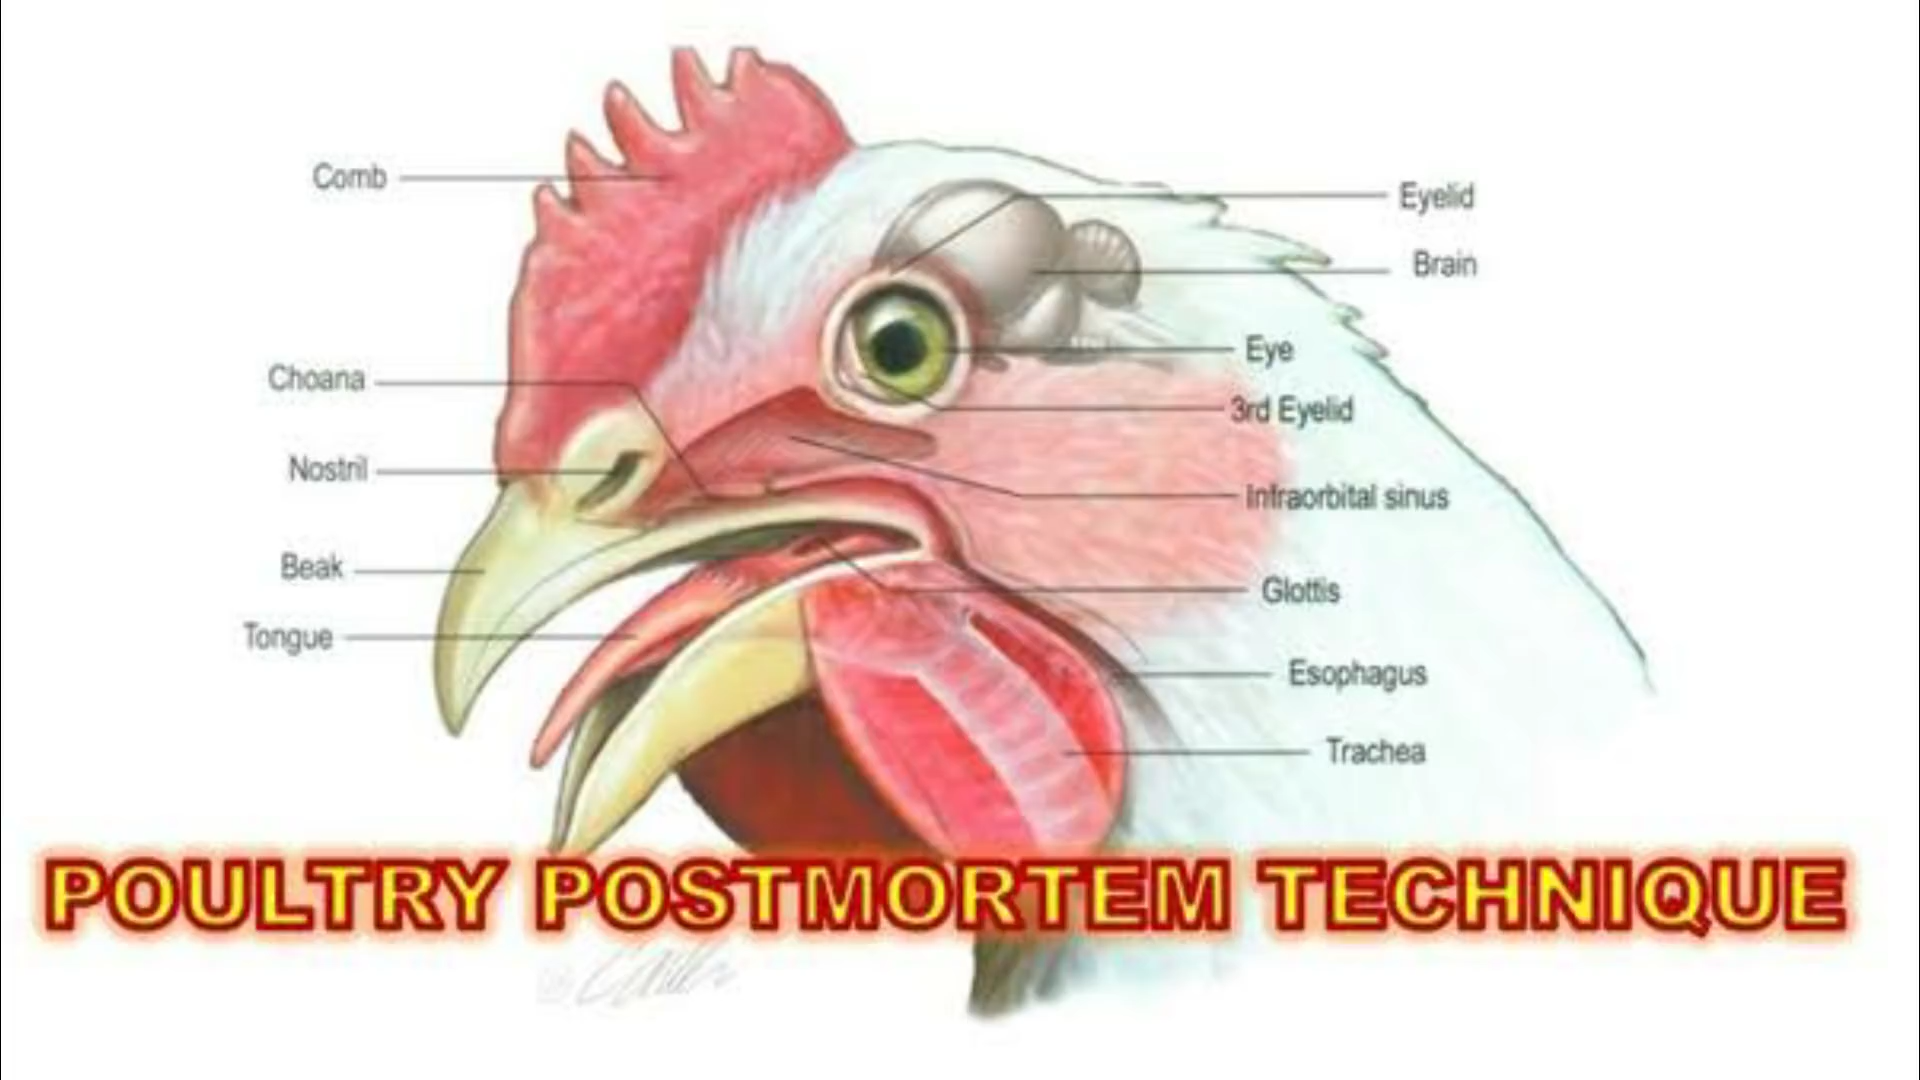 Comb
Choana
Nostril
Beak
Tongue
Eyelid
Brain
Eye
3rd Eyelid
Infraorbital sinus
Glottis
Esophagus
Trachea
POULTRY POSTMORTEM TECHNIQUE